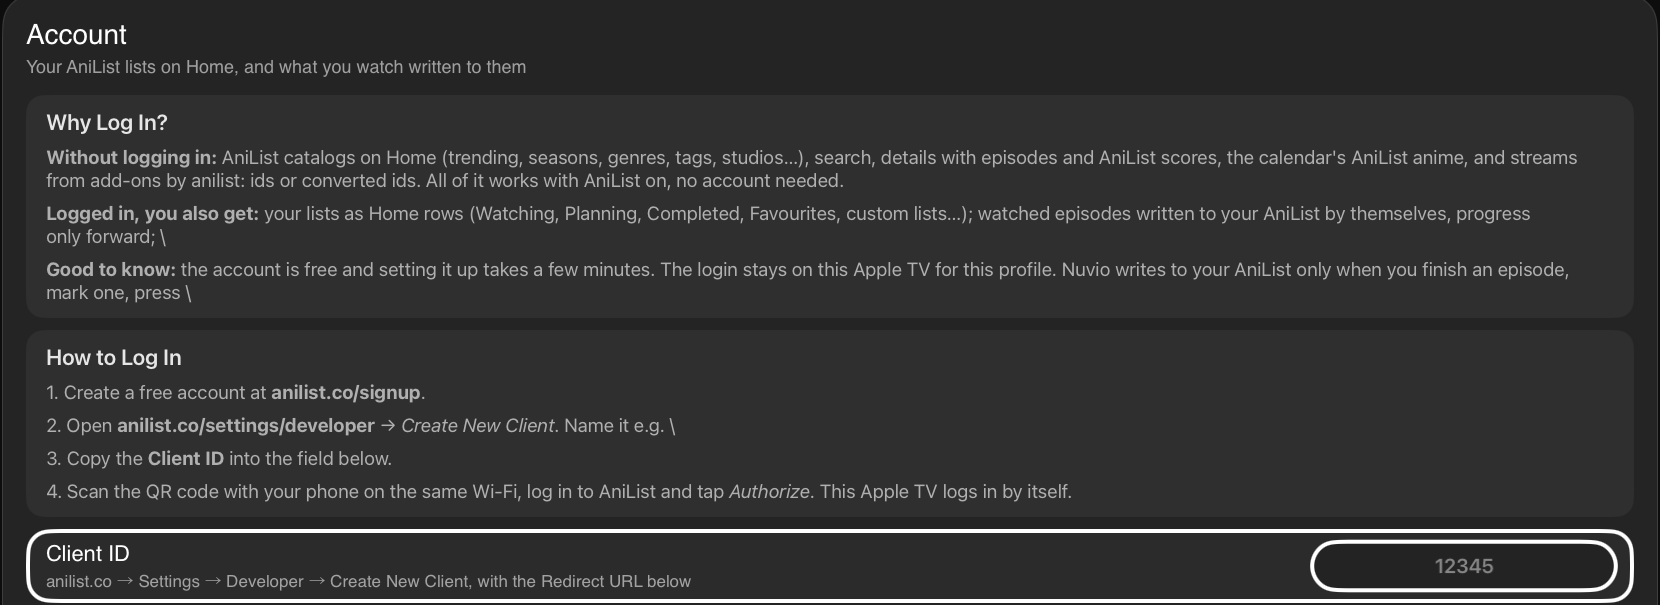 Account
Your AniList lists on Home, and what you watch written to them
Why Log In?
Without logging in: AniList catalogs on Home (trending, seasons, genres, tags, studios...), search, details with episodes and AniList scores, the calendar's AniList anime, and streams
from add-ons by anilist: ids or converted ids. All of it works with AniList on, no account needed.
Logged in, you also get: your lists as Home rows (Watching, Planning, Completed, Favourites, custom lists...); watched episodes written to your AniList by themselves, progress
only forward; \
Good to know: the account is free and setting it up takes a few minutes. The login stays on this Apple TV for this profile. Nuvio writes to your AniList only when you finish an episode,
mark one, press \
How to Log In
1. Create a free account at anilist.co/signup.
2. Open anilist.co/settings/developer → Create New Client. Name it e.g. \
3. Copy the Client ID into the field below.
4. Scan the QR code with your phone on the same Wi-Fi, log in to AniList and tap Authorize. This Apple TV logs in by itself.
Client ID
12345
anilist.co → Settings → Developer → Create New Client, with the Redirect URL below